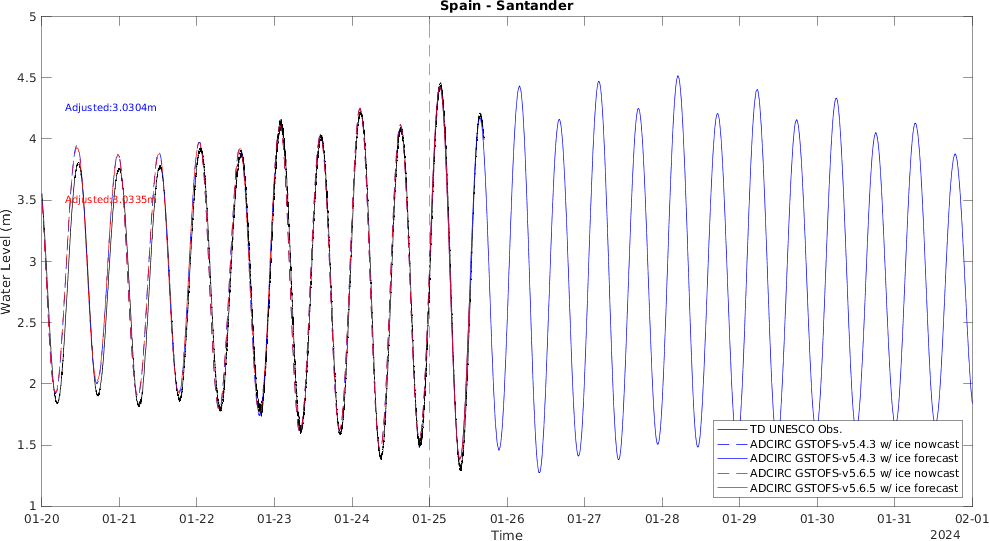 Spain - Santander
5
4.5
4
3.5
3
2.5
2
1.5
1
Water Level (m)
Adjusted:3.0304m
Adjusted:3.0335m
TD UNESCO Obs.
ADCIRC GSTOFS-v5.4.3 w/ ice nowcast
ADCIRC GSTOFS-v5.4.3 w/ ice forecast
ADCIRC GSTOFS-v5.6.5 w/ ice nowcast
ADCIRC GSTOFS-v5.6.5 w/ ice forecast
01-20 01-21 01-22 01-23 01-24 01-25 01-26 01-27 01-28 01-29 01-30 01-31 02-01
Time
2024